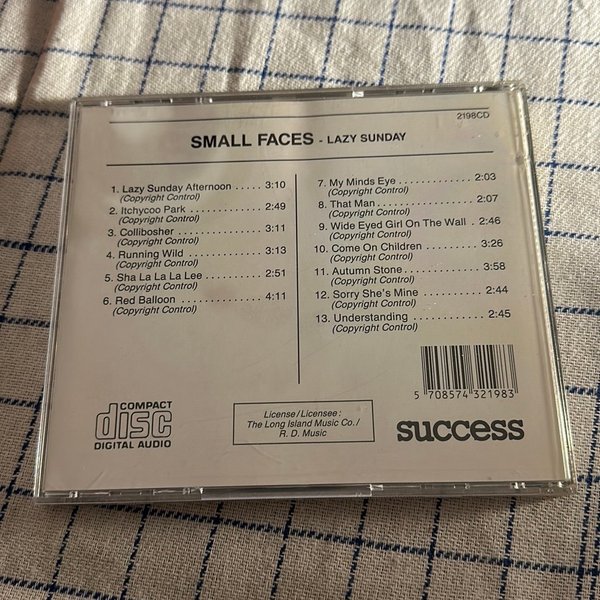 2198CD
SMALL FACES - LAZY SUNDAY
1. Lazy Sunday Afternoon ..... 3:10
(Copyright Control)
2. Itchycoo Park ............ 2:49
(Copyright Control)
3. Collibosher .............. 3:11
(Copyright Control)
4. Running Wild ............. 3:13
(Copyright Control)
5. Sha La La La Lee ......... 2:51
(Copyright Control)
6. Red Balloon .............. 4:11
(Copyright Control)
7. My Minds Eye ............. 2:03
(Copyright Control)
8. That Man ................. 2:07
(Copyright Control)
9. Wide Eyed Girl On The Wall . 2:46
(Copyright Control)
10. Come On Children ......... 3:26
(Copyright Control)
11. Autumn Stone ............. 3:58
(Copyright Control)
12. Sorry She's Mine ......... 2:44
(Copyright Control)
13. Understanding ............ 2:45
(Copyright Control)
COMPACT
disc
DIGITAL AUDIO
License/Licensee:
The Long Island Music Co./
R. D. Music
5 708574 321983
success